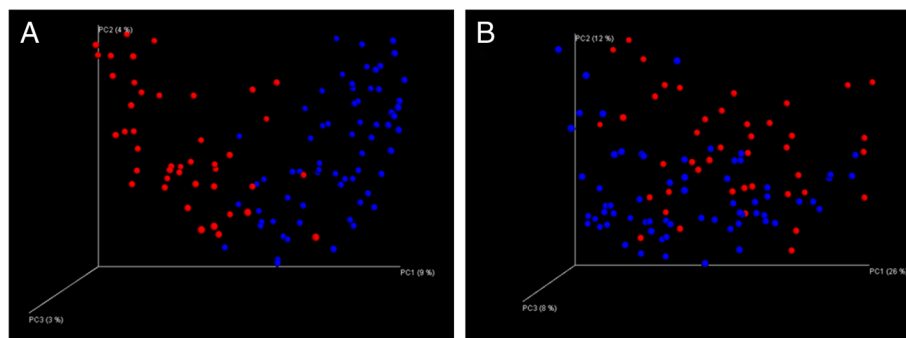 A
PC2 (4 %)
PC1 (9 %)
PC3 (3 %)
B
PC2 (12 %)
PC1 (26 %)
PC3 (8 %)